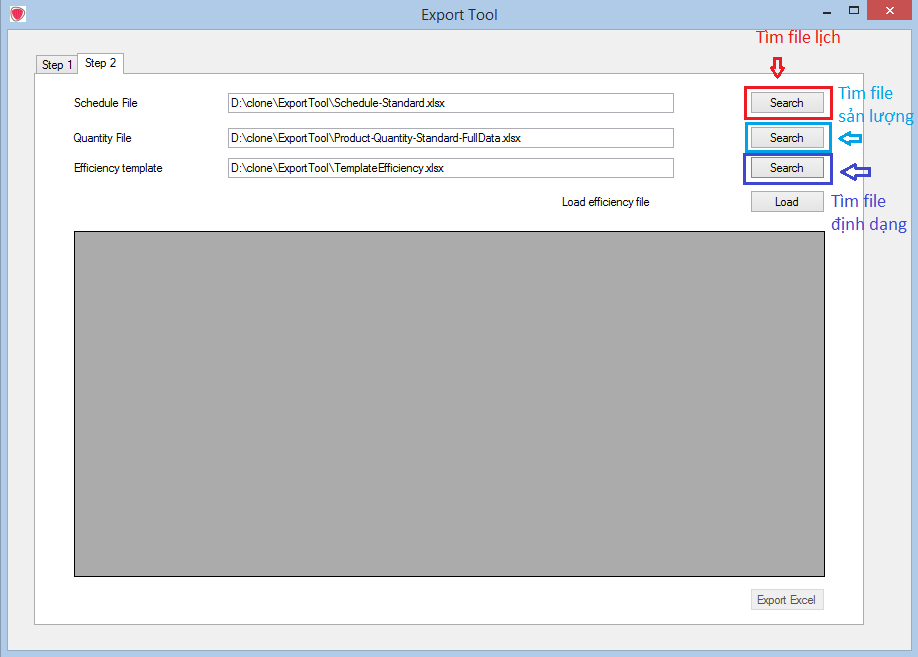 Export Tool
Tìm file lịch
Step 1 Step 2
Schedule File D:\clone\ExportTool\Schedule-Standard.xlsx Search
Tìm file
sản lượng
Quantity File D:\clone\ExportTool\Product-Quantity-Standard-FullData.xlsx Search
Efficiency template D:\clone\ExportTool\TemplateEfficiency.xlsx Search
Load efficiency file Load
Tìm file
định dạng
Export Excel